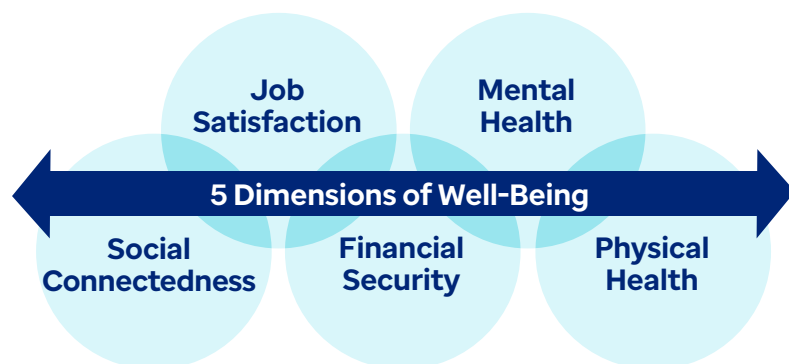 Job
Satisfaction
Mental
Health
5 Dimensions of Well-Being
Social
Connectedness
Financial
Security
Physical
Health